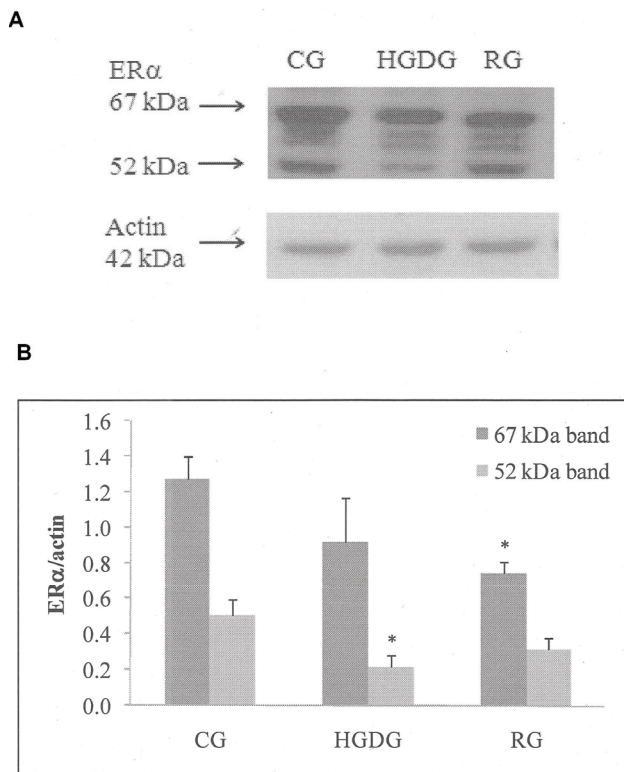 A
CG HGDG RG
ERα
67 kDa
52 kDa
Actin
42 kDa
B
1.6
1.4
1.2
1.0
0.8
0.6
0.4
0.2
0.0
ERα/actin
67 kDa band
52 kDa band
*
*
CG HGDG RG